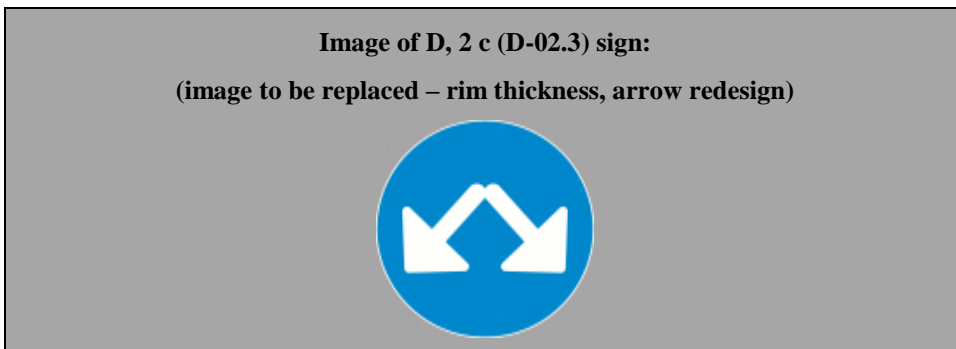 Image of D, 2 c (D-02.3) sign:
(image to be replaced – rim thickness, arrow redesign)